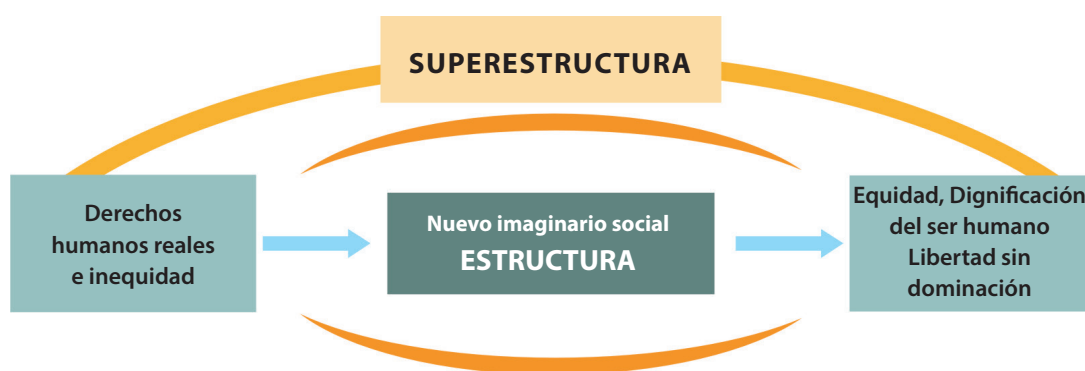 SUPERESTRUCTURA
Derechos
humanos reales
e inequidad
Nuevo imaginario social
ESTRUCTURA
Equidad, Dignificación
del ser humano
Libertad sin
dominación